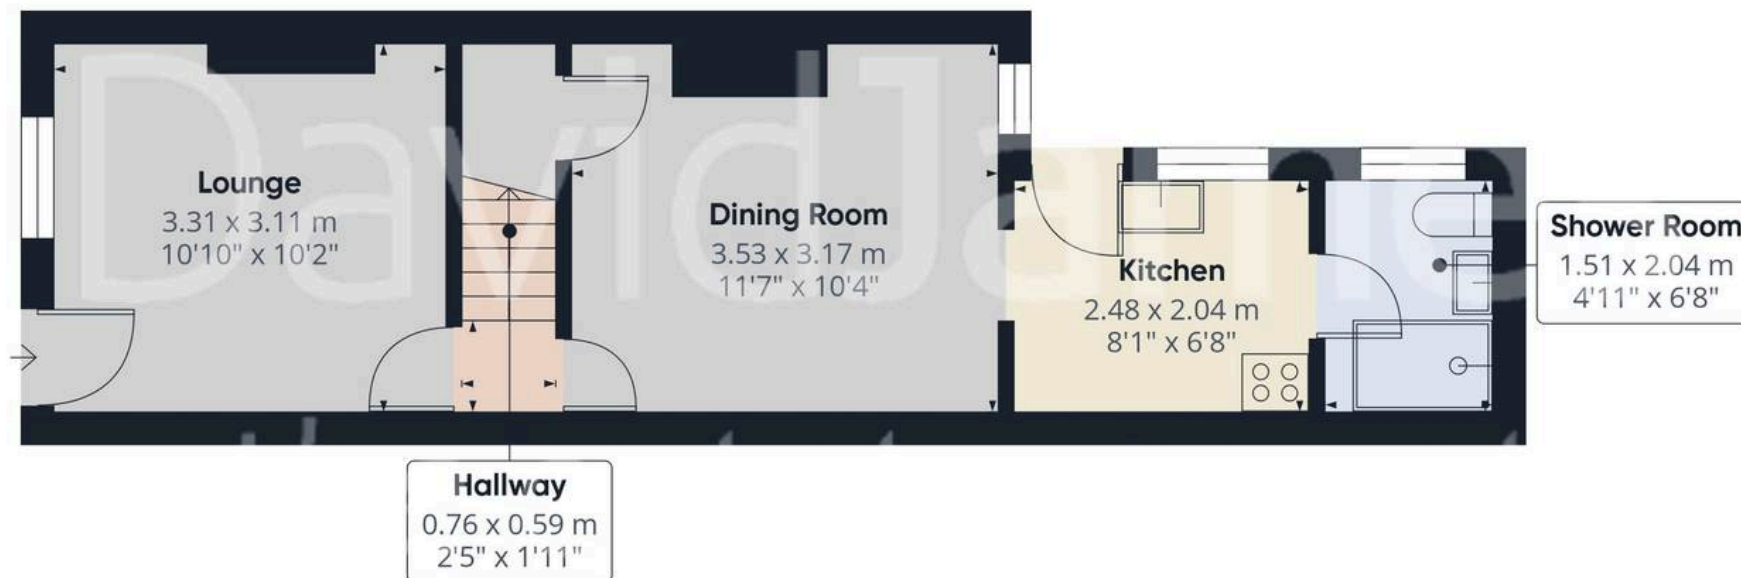 DavidJame
Lounge
3.31 x 3.11 m
10'10" x 10'2"
Dining Room
3.53 x 3.17 m
11'7" x 10'4"
Kitchen
2.48 x 2.04 m
8'1" x 6'8"
Shower Room
1.51 x 2.04 m
4'11" x 6'8"
Hallway
0.76 x 0.59 m
2'5" x 1'11"